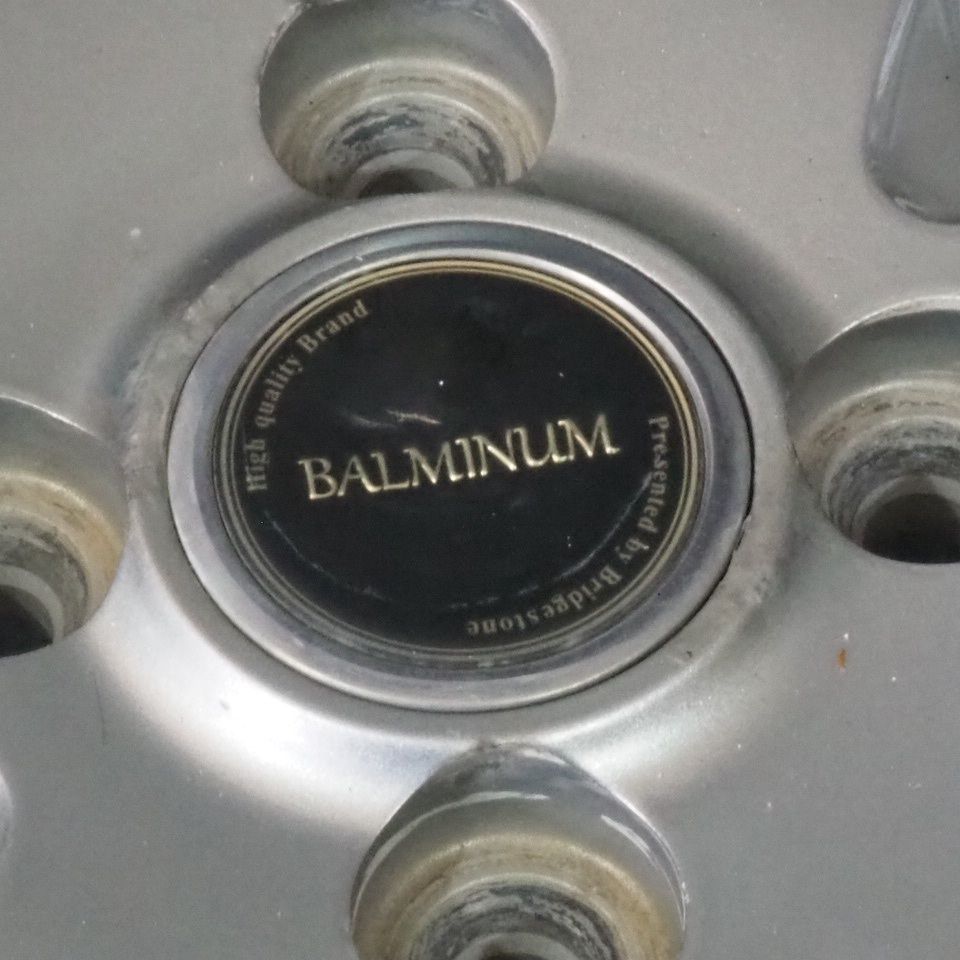 High quality Brand
BALMINUM
Presented by Bridgestone